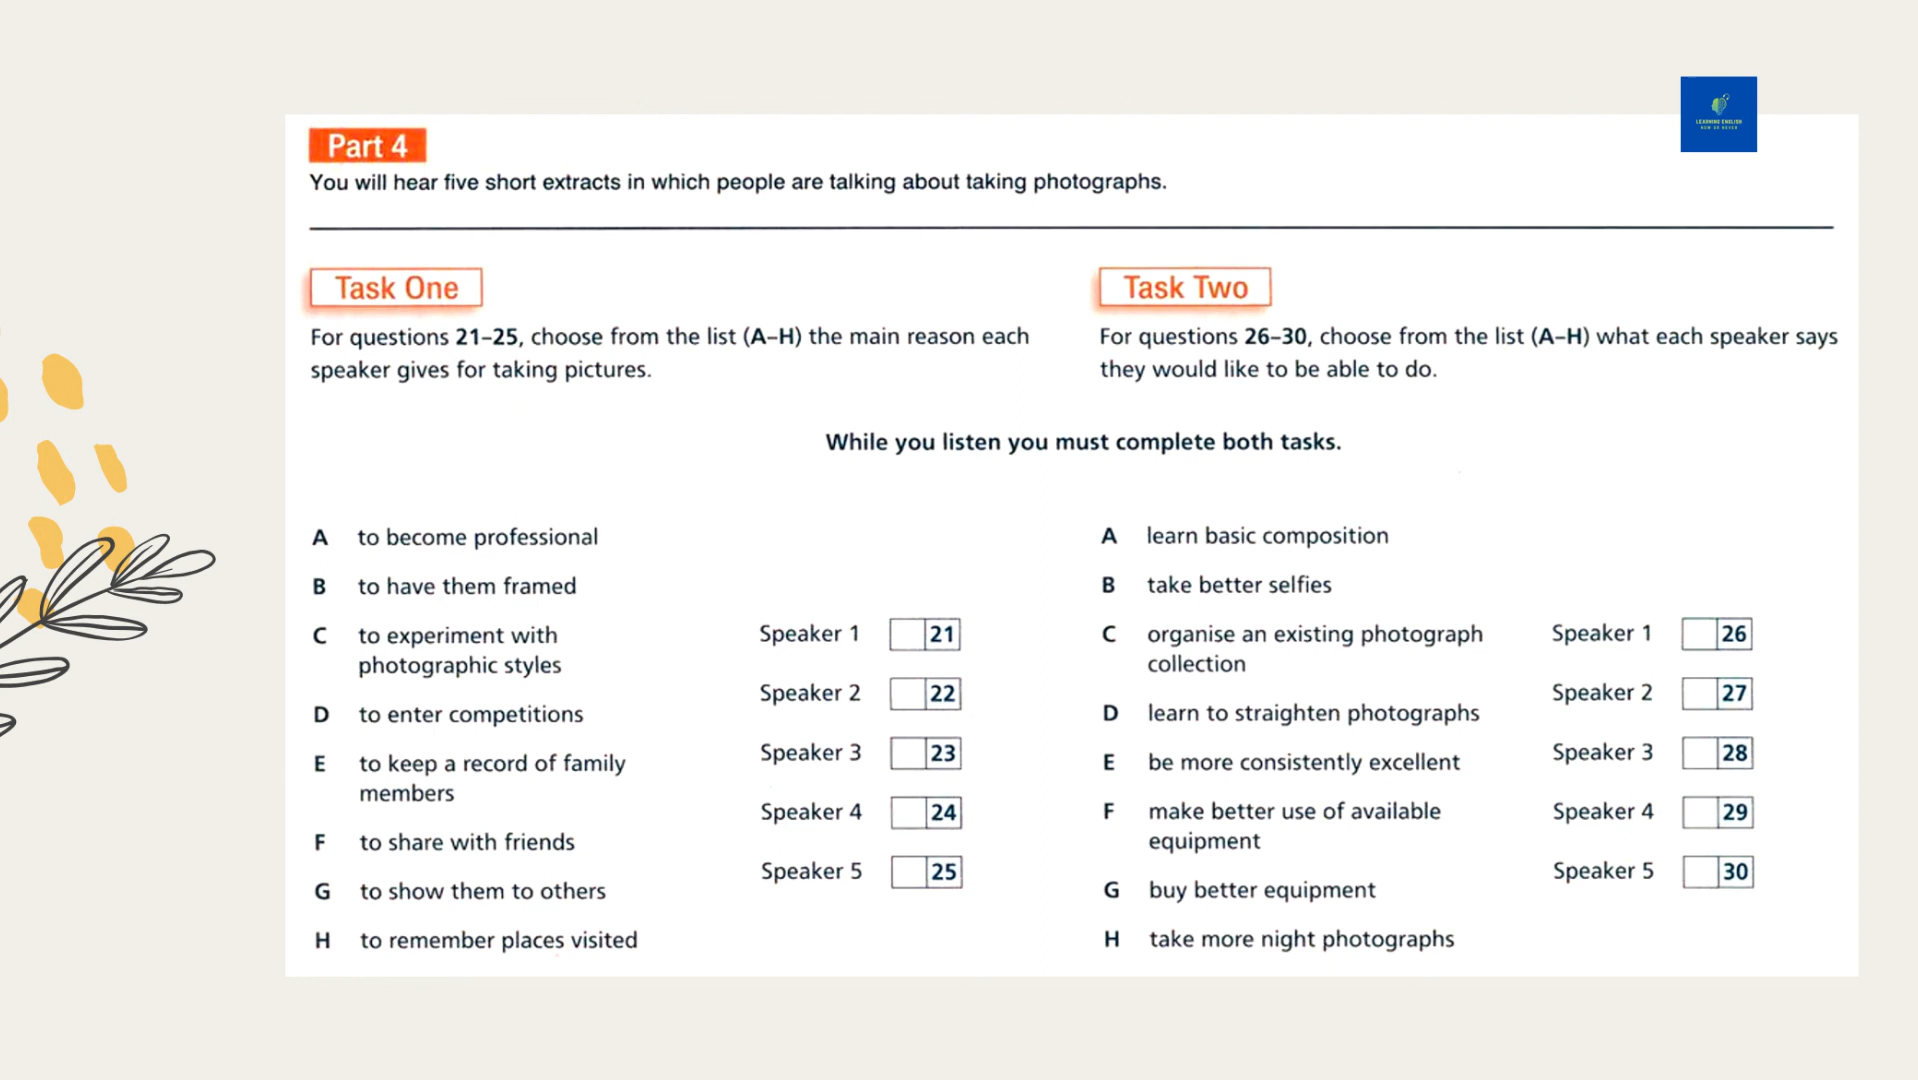 LEARNING ENGLISH
NOW OR NEVER
Part 4
You will hear five short extracts in which people are talking about taking photographs.
Task One
For questions 21–25, choose from the list (A–H) the main reason each
speaker gives for taking pictures.
Task Two
For questions 26–30, choose from the list (A–H) what each speaker says
they would like to be able to do.
While you listen you must complete both tasks.
A to become professional
B to have them framed
C to experiment with
photographic styles
D to enter competitions
E to keep a record of family
members
F to share with friends
G to show them to others
H to remember places visited
Speaker 1 21
Speaker 2 22
Speaker 3 23
Speaker 4 24
Speaker 5 25
A learn basic composition
B take better selfies
C organise an existing photograph
collection
D learn to straighten photographs
E be more consistently excellent
F make better use of available
equipment
G buy better equipment
H take more night photographs
Speaker 1 26
Speaker 2 27
Speaker 3 28
Speaker 4 29
Speaker 5 30